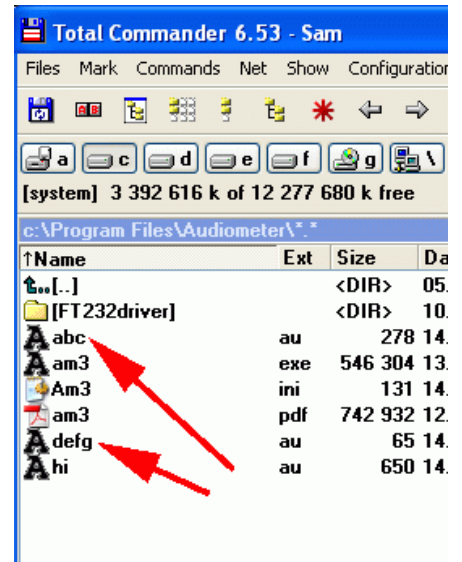 Total Commander 6.53 - Sam
Files Mark Commands Net Show Configuration
a c d e f g \
[system] 3 392 616 k of 12 277 680 k free
c:\Program Files\Audiometer\*.*
↑Name Ext Size Da
[..] <DIR> 05.
[FT232driver] <DIR> 10.
abc au 278 14.
am3 exe 546 304 13.
Am3 ini 131 14.
am3 pdf 742 932 12.
defg au 65 14.
hi au 650 14.